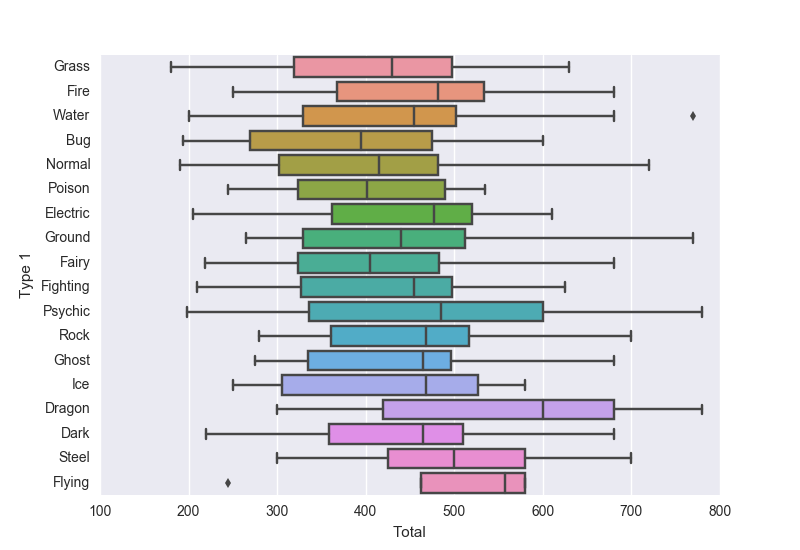 Grass
Fire
Water
Bug
Normal
Poison
Electric
Ground
Fairy
Fighting
Psychic
Rock
Ghost
Ice
Dragon
Dark
Steel
Flying
Type 1
100 200 300 400 500 600 700 800
Total